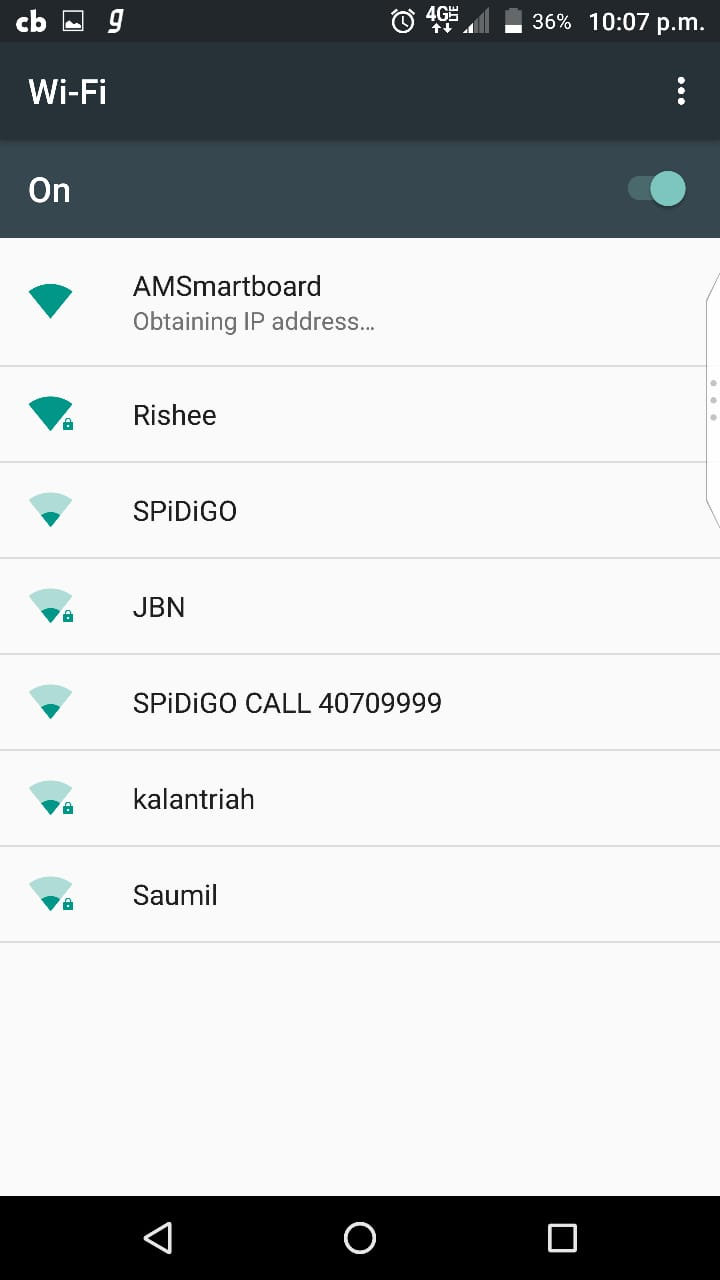 cb g 4G LTE 36% 10:07 p.m.
Wi-Fi
On
AMSmartboard
Obtaining IP address...
Rishee
SPiDiGO
JBN
SPiDiGO CALL 40709999
kalantriah
Saumil